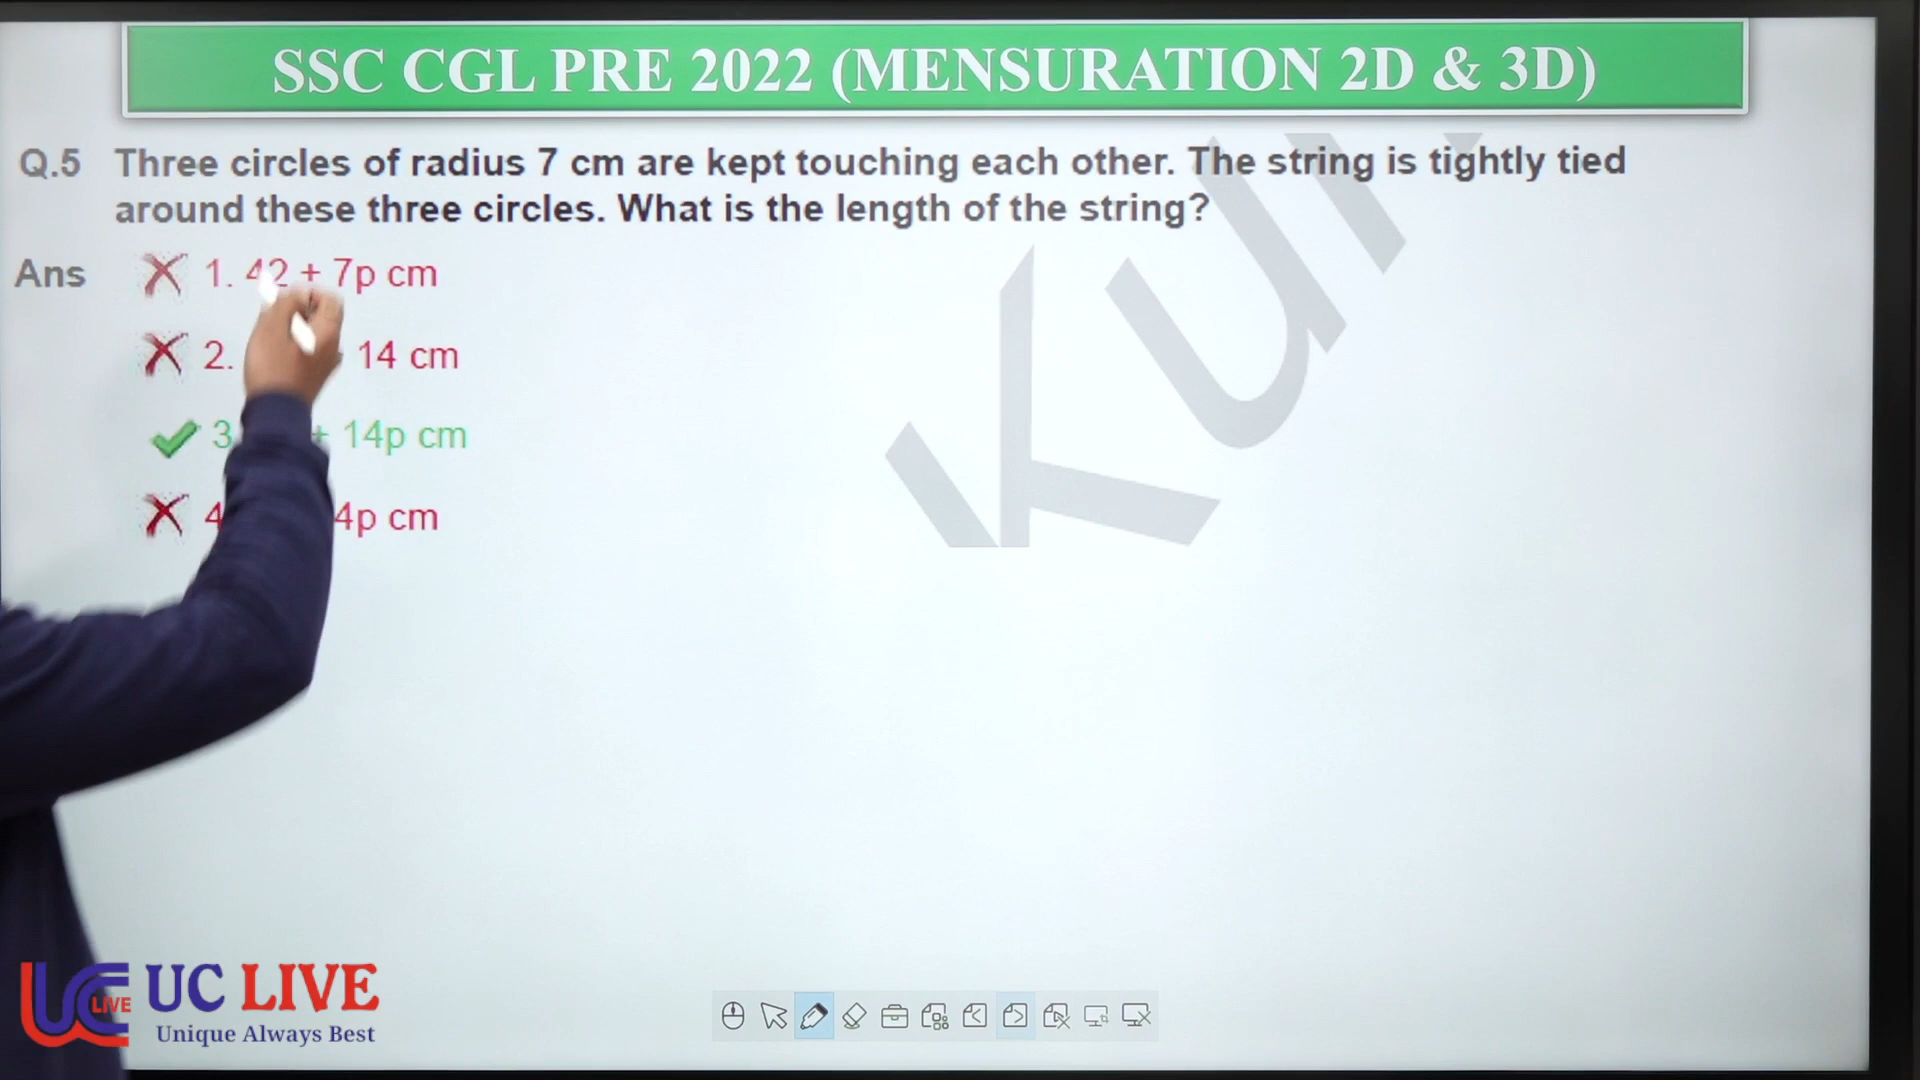 SSC CGL PRE 2022 (MENSURATION 2D & 3D)
Q.5 Three circles of radius 7 cm are kept touching each other. The string is tightly tied
around these three circles. What is the length of the string?
Ans 1. 42 + 7p cm
2. 14 cm
3 + 14p cm
4 4p cm
Ku
LIVE
UC LIVE
Unique Always Best